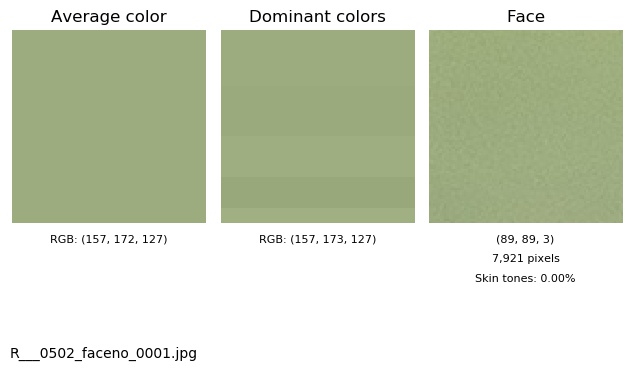 Average color
Dominant colors
Face
RGB: (157, 172, 127)
RGB: (157, 173, 127)
(89, 89, 3)
7,921 pixels
Skin tones: 0.00%
R___0502_faceno_0001.jpg